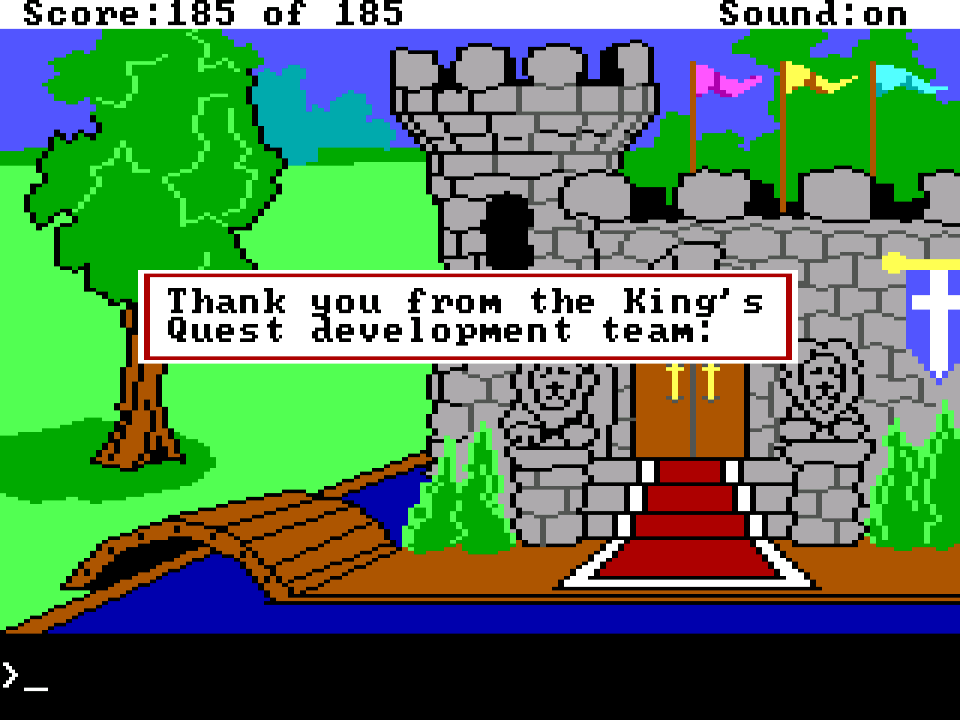 Score:185 of 185 Sound:on
Thank you from the King's
Quest development team:
>_